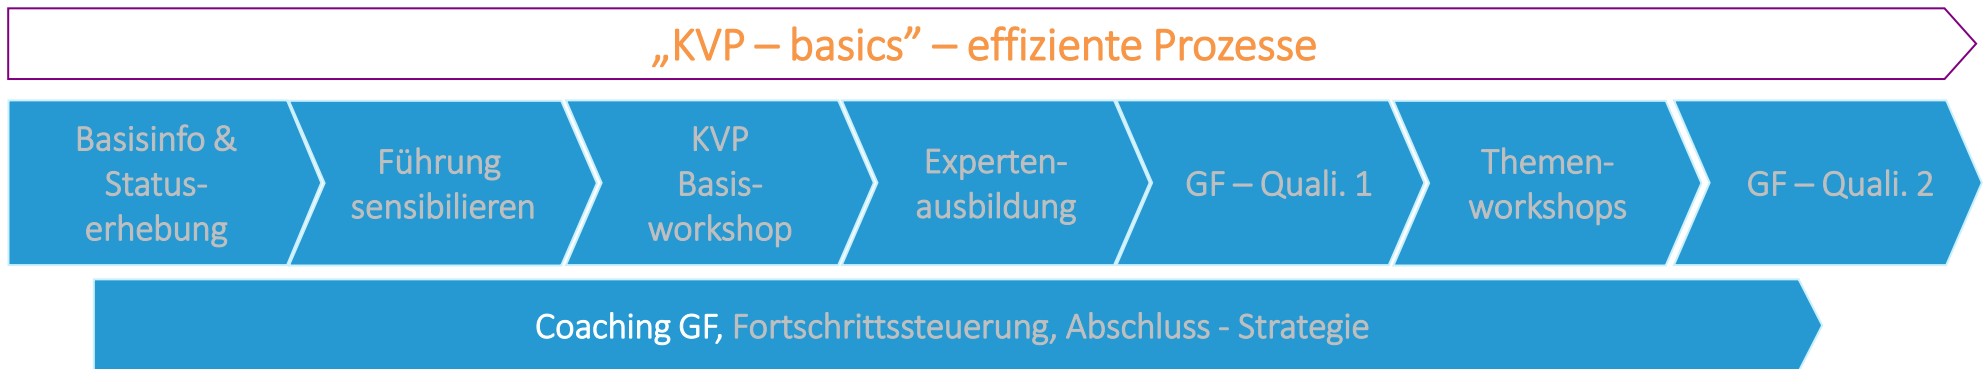 „KVP – basics” – effiziente Prozesse
Basisinfo &
Status-
erhebung
Führung
sensibilieren
KVP
Basis-
workshop
Experten-
ausbildung
GF – Quali. 1
Themen-
workshops
GF – Quali. 2
Coaching GF, Fortschrittssteuerung, Abschluss - Strategie